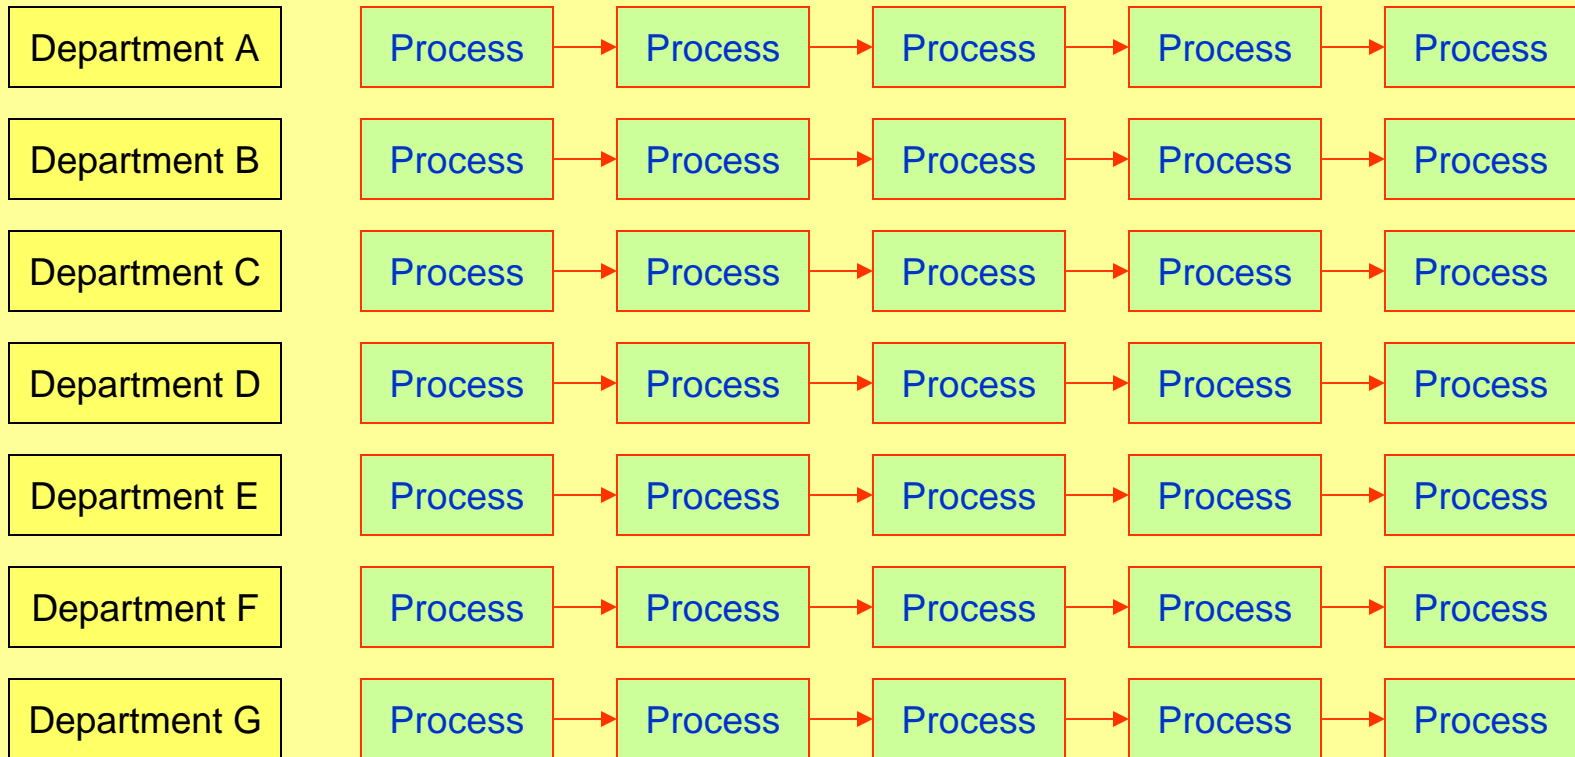 Department A Process Process Process Process Process
Department B Process Process Process Process Process
Department C Process Process Process Process Process
Department D Process Process Process Process Process
Department E Process Process Process Process Process
Department F Process Process Process Process Process
Department G Process Process Process Process Process